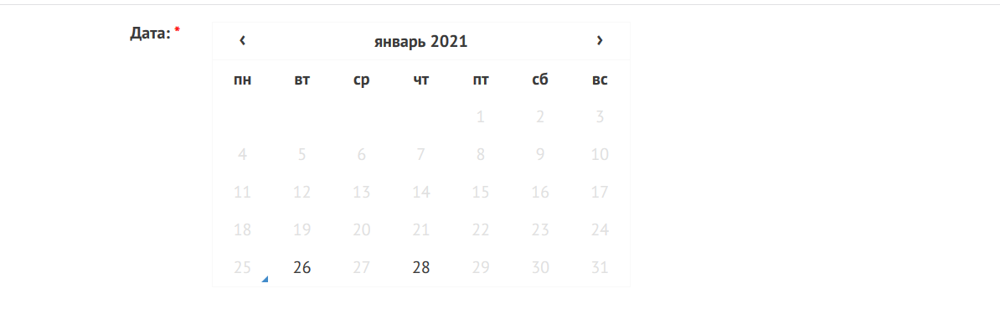 Дата: *
‹ январь 2021 ›
пн вт ср чт пт сб вс
1 2 3
4 5 6 7 8 9 10
11 12 13 14 15 16 17
18 19 20 21 22 23 24
25 26 27 28 29 30 31